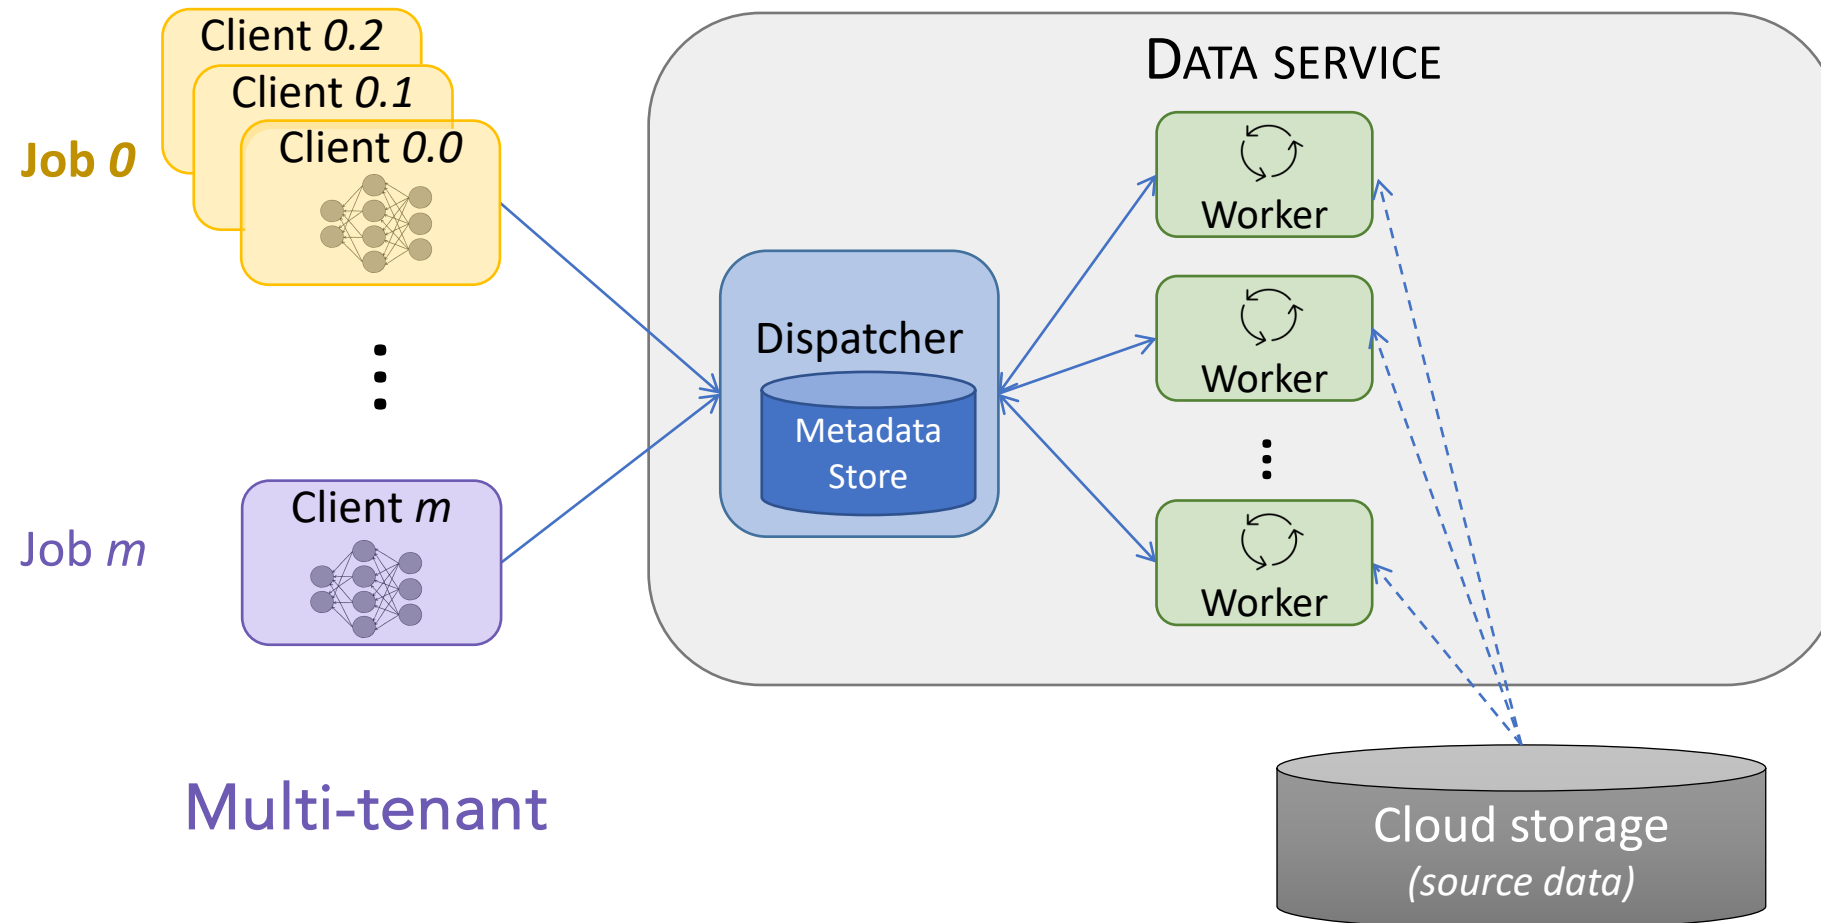 Client 0.2
Client 0.1
Client 0.0
Job 0
Client m
Job m
Multi-tenant
DATA SERVICE
Dispatcher
Metadata
Store
Worker
Worker
Worker
Cloud storage
(source data)